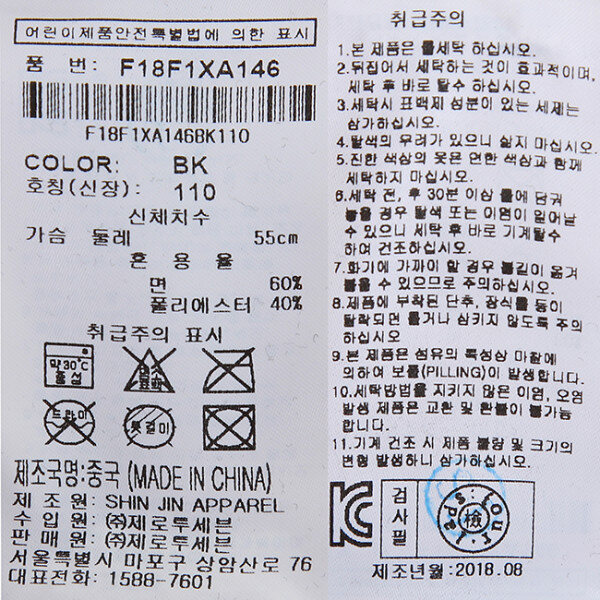 어린이제품안전특별법에 의한 표시
품 번: F18F1XA146
F18F1XA146BK110
COLOR: BK
호칭(신장): 110
신체치수
가슴 둘레 55cm
혼 용 율
면 60%
폴리에스터 40%
취급주의 표시
약30℃
중성
염소
표백
드라이
옷걸이
제조국명:중국 (MADE IN CHINA)
제 조 원: SHIN JIN APPAREL
수 입 원: ㈜제로투세븐
판 매 원: ㈜제로투세븐
서울특별시 마포구 상암산로 76
대표전화: 1588-7601
취급주의
1.본 제품은 물세탁 하십시오.
2.뒤집어서 세탁하는 것이 효과적이며,
세탁 후 바로 탈수 하십시오.
3.세탁시 표백제 성분이 있는 세제는
삼가하십시오.
4.탈색의 우려가 있으니 삶지 마십시오.
5.진한 색상의 옷은 연한 색상과 함께
세탁하지 마십시오.
6.세탁 전, 후 30분 이상 물에 담궈
놓을 경우 탈색 또는 이염이 일어날
수 있으니 세탁 후 바로 기계탈수
하여 건조하십시오.
7.화기에 가까이 할 경우 불길이 옮겨
붙을 수 있으므로 주의하십시오.
8.제품에 부착된 단추, 장식물 등이
탈락되면 물거나 삼키지 않도록 주의
하십시오
9.본 제품은 섬유의 특성상 마찰에
의하여 보풀(PILLING)이 발생합니다.
10.세탁방법을 지키지 않은 이염, 오염
발생 제품은 교환 및 환불이 불가능
합니다.
11.기계 건조 시 제품 불량 및 크기의
변형 발생하니 삼가하십시오.
검
사
필
檢
제조년월:2018.08